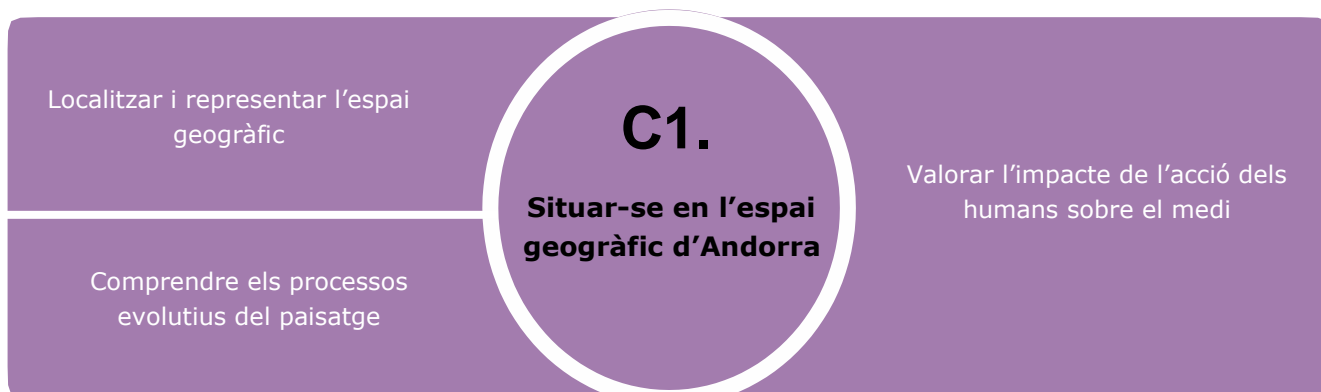 Localitzar i representar l’espai
geogràfic
Comprendre els processos
evolutius del paisatge
C1.
Situar-se en l’espai
geogràfic d’Andorra
Valorar l’impacte de l’acció dels
humans sobre el medi